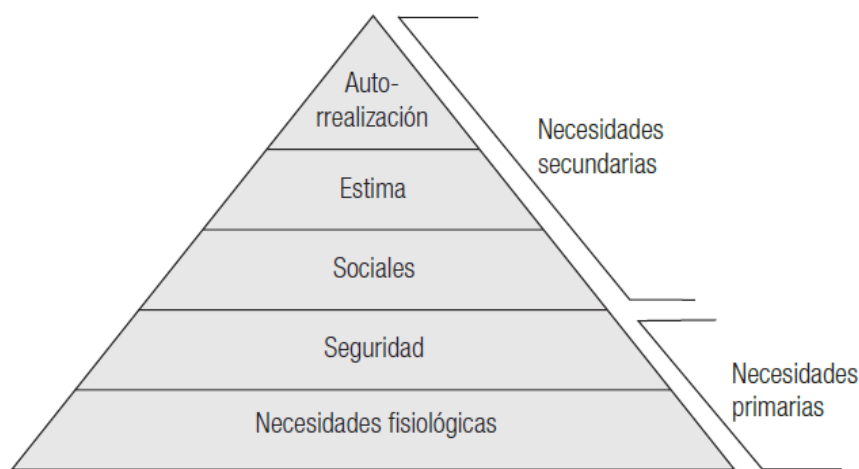 Auto-
rrealización
Necesidades
secundarias
Estima
Sociales
Seguridad
Necesidades
primarias
Necesidades fisiológicas